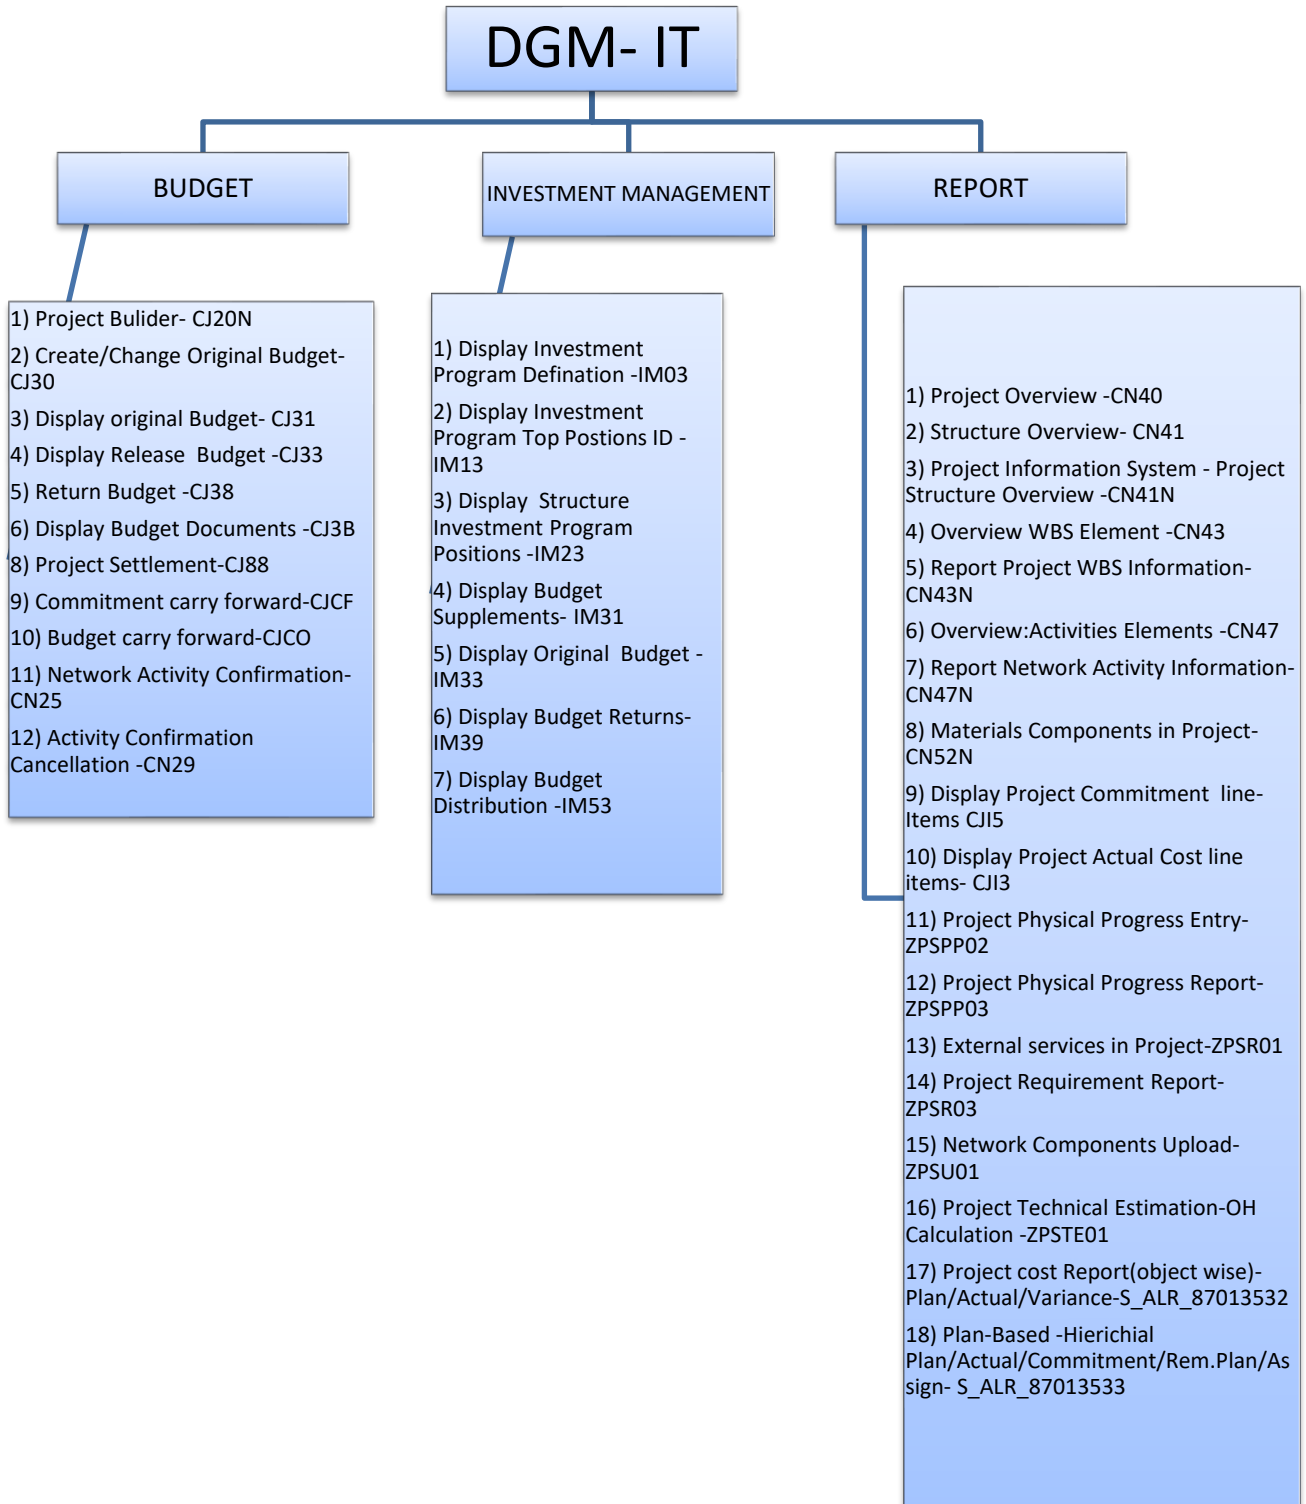 DGM- IT
BUDGET
INVESTMENT MANAGEMENT
REPORT
1) Project Bulider- CJ20N
2) Create/Change Original Budget-
CJ30
3) Display original Budget- CJ31
4) Display Release  Budget -CJ33
5) Return Budget -CJ38
6) Display Budget Documents -CJ3B
8) Project Settlement-CJ88
9) Commitment carry forward-CJCF
10) Budget carry forward-CJCO
11) Network Activity Confirmation-
CN25
12) Activity Confirmation
Cancellation -CN29
1) Display Investment
Program Defination -IM03
2) Display Investment
Program Top Postions ID -
IM13
3) Display  Structure
Investment Program
Positions -IM23
4) Display Budget
Supplements- IM31
5) Display Original  Budget -
IM33
6) Display Budget Returns-
IM39
7) Display Budget
Distribution -IM53
1) Project Overview -CN40
2) Structure Overview- CN41
3) Project Information System - Project
Structure Overview -CN41N
4) Overview WBS Element -CN43
5) Report Project WBS Information-
CN43N
6) Overview:Activities Elements -CN47
7) Report Network Activity Information-
CN47N
8) Materials Components in Project-
CN52N
9) Display Project Commitment  line-
Items CJI5
10) Display Project Actual Cost line
items- CJI3
11) Project Physical Progress Entry-
ZPSPP02
12) Project Physical Progress Report-
ZPSPP03
13) External services in Project-ZPSR01
14) Project Requirement Report-
ZPSR03
15) Network Components Upload-
ZPSU01
16) Project Technical Estimation-OH
Calculation -ZPSTE01
17) Project cost Report(object wise)-
Plan/Actual/Variance-S_ALR_87013532
18) Plan-Based -Hierichial
Plan/Actual/Commitment/Rem.Plan/As
sign- S_ALR_87013533